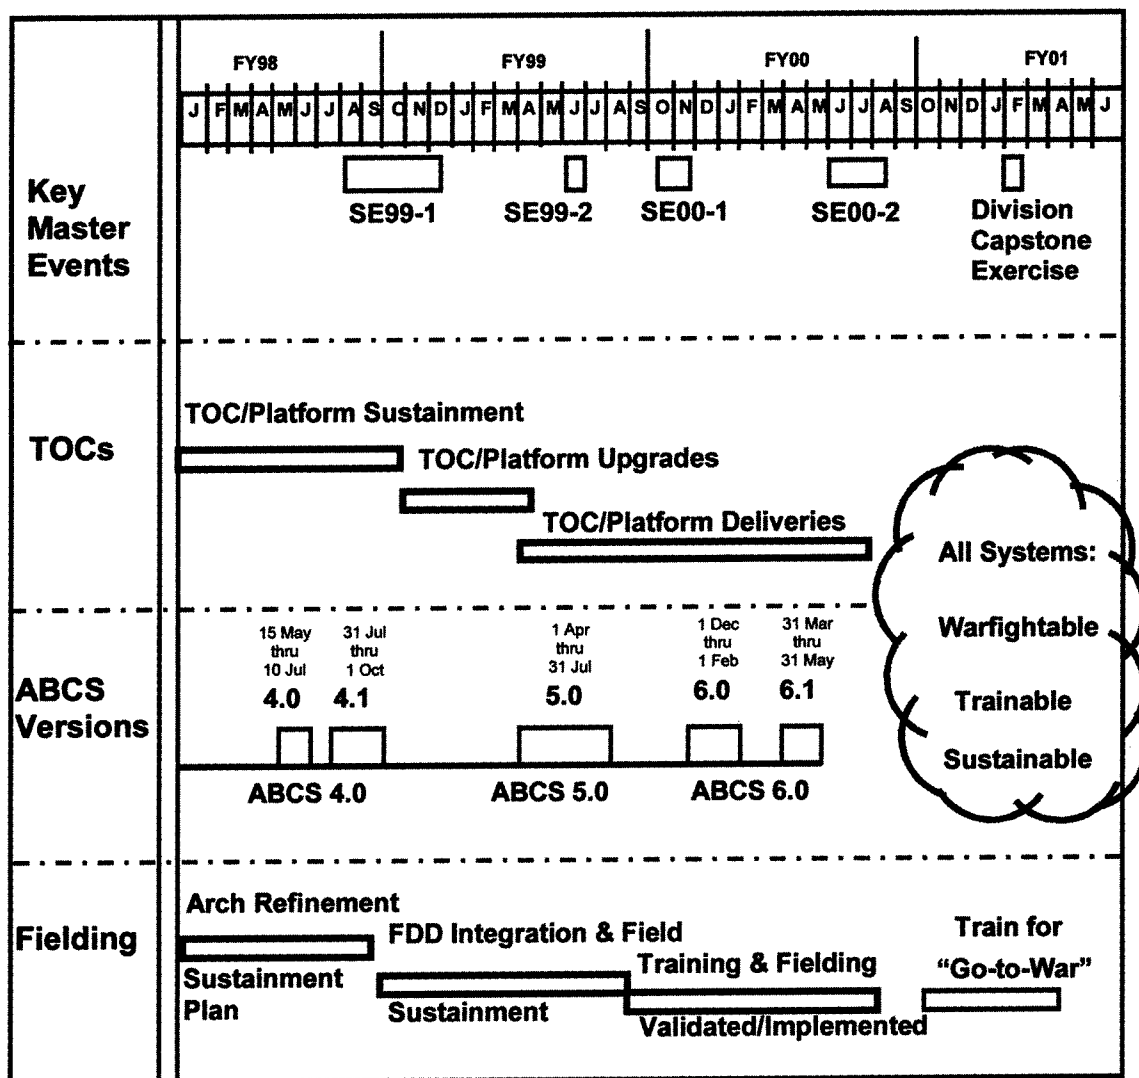 FY98 FY99 FY00 FY01
J F M A M J J A S O N D J F M A M J J A S O N D J F M A M J J A S O N D J F M A M J
Key
Master
Events
SE99-1 SE99-2 SE00-1 SE00-2 Division
Capstone
Exercise
TOCs
TOC/Platform Sustainment
TOC/Platform Upgrades
TOC/Platform Deliveries
All Systems:
Warfightable
Trainable
Sustainable
ABCS
Versions
15 May
thru
10 Jul
4.0
31 Jul
thru
1 Oct
4.1
1 Apr
thru
31 Jul
5.0
1 Dec
thru
1 Feb
6.0
31 Mar
thru
31 May
6.1
ABCS 4.0 ABCS 5.0 ABCS 6.0
Fielding
Arch Refinement
Sustainment
Plan
FDD Integration & Field
Sustainment
Training & Fielding
Validated/Implemented
Train for
“Go-to-War”